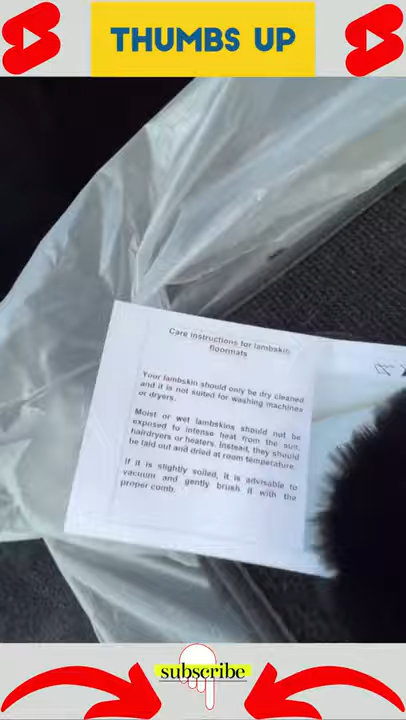 THUMBS UP
Care instructions for lambskin
floormats
Your lambskin should only be dry cleaned
and it is not suited for washing machines
or dryers.
Moist or wet lambskins should not be
exposed to intense heat from the sun,
hairdryers or heaters. Instead, they should
be laid out and dried at room temperature.
If it is slightly soiled, it is advisable to
vacuum and gently brush it with the
proper comb.
subscribe